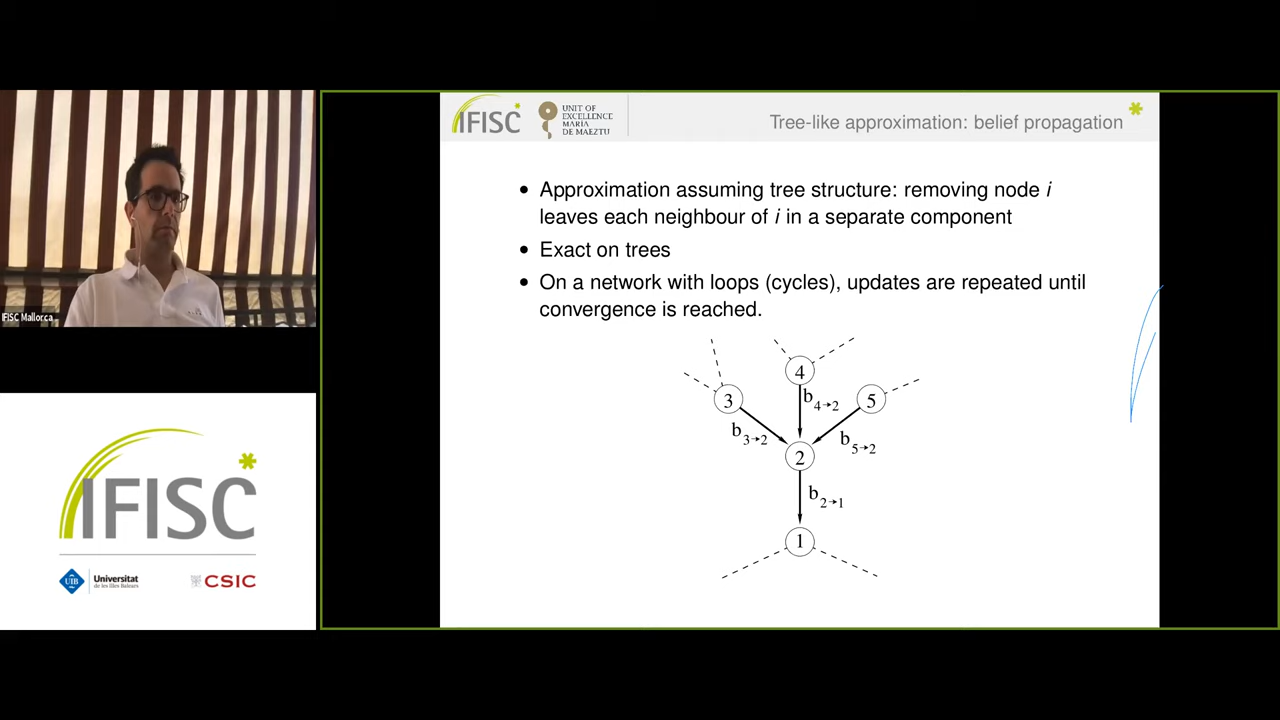 IFISC
UNIT OF
EXCELLENCE
MARÍA
DE MAEZTU
Tree-like approximation: belief propagation
• Approximation assuming tree structure: removing node i
leaves each neighbour of i in a separate component
• Exact on trees
• On a network with loops (cycles), updates are repeated until
convergence is reached.
IFISC Mallorca
4
3
5
b4→2
b3→2
b5→2
2
b2→1
1
IFISC
UIB
Universitat
de les Illes Balears
CSIC